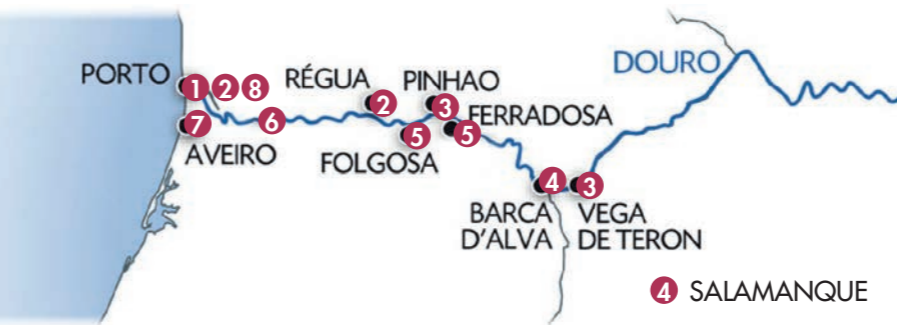 DOURO
PORTO 1 2 8
RÉGUA
2
PINHAO
3
FERRADOSA
5
6
7
AVEIRO
5
FOLGOSA
4
3
BARCA
D'ALVA
VEGA
DE TERON
4 SALAMANQUE